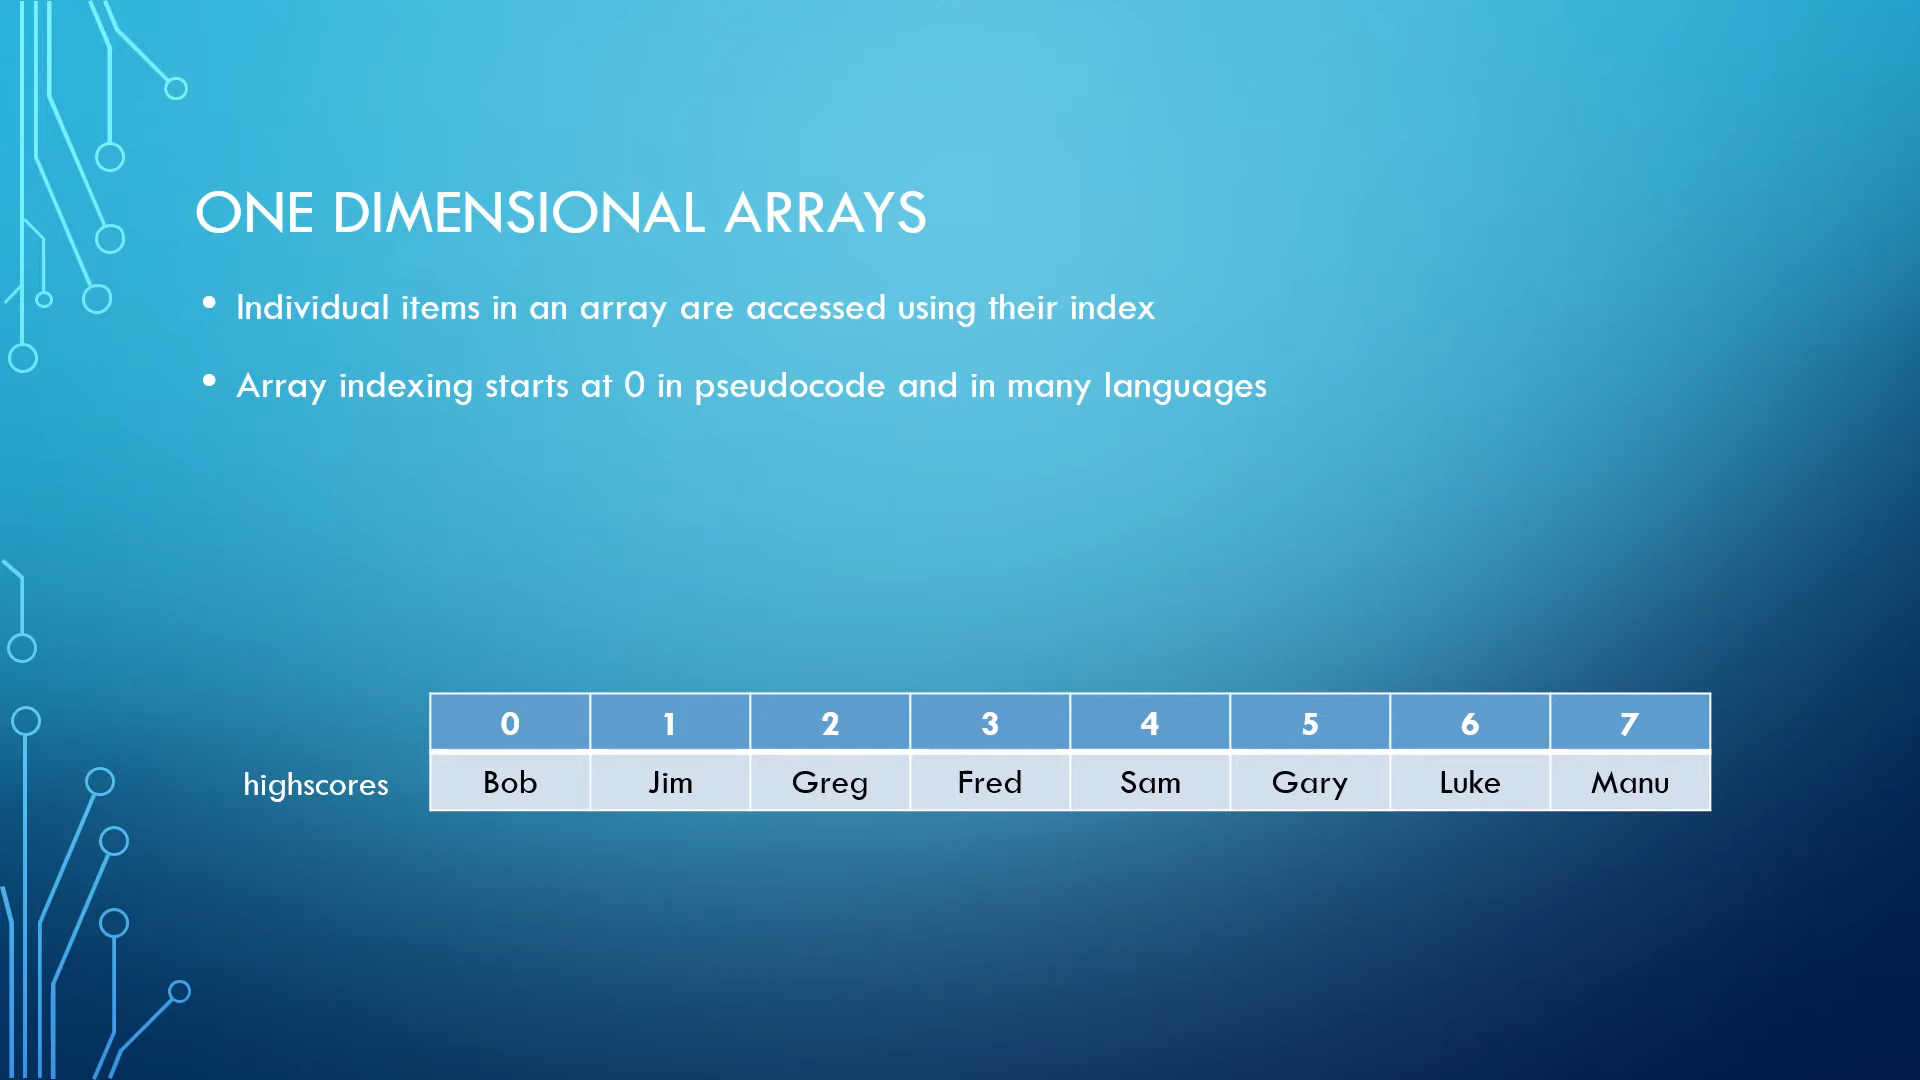 ONE DIMENSIONAL ARRAYS
• Individual items in an array are accessed using their index
• Array indexing starts at 0 in pseudocode and in many languages
0 1 2 3 4 5 6 7
highscores Bob Jim Greg Fred Sam Gary Luke Manu